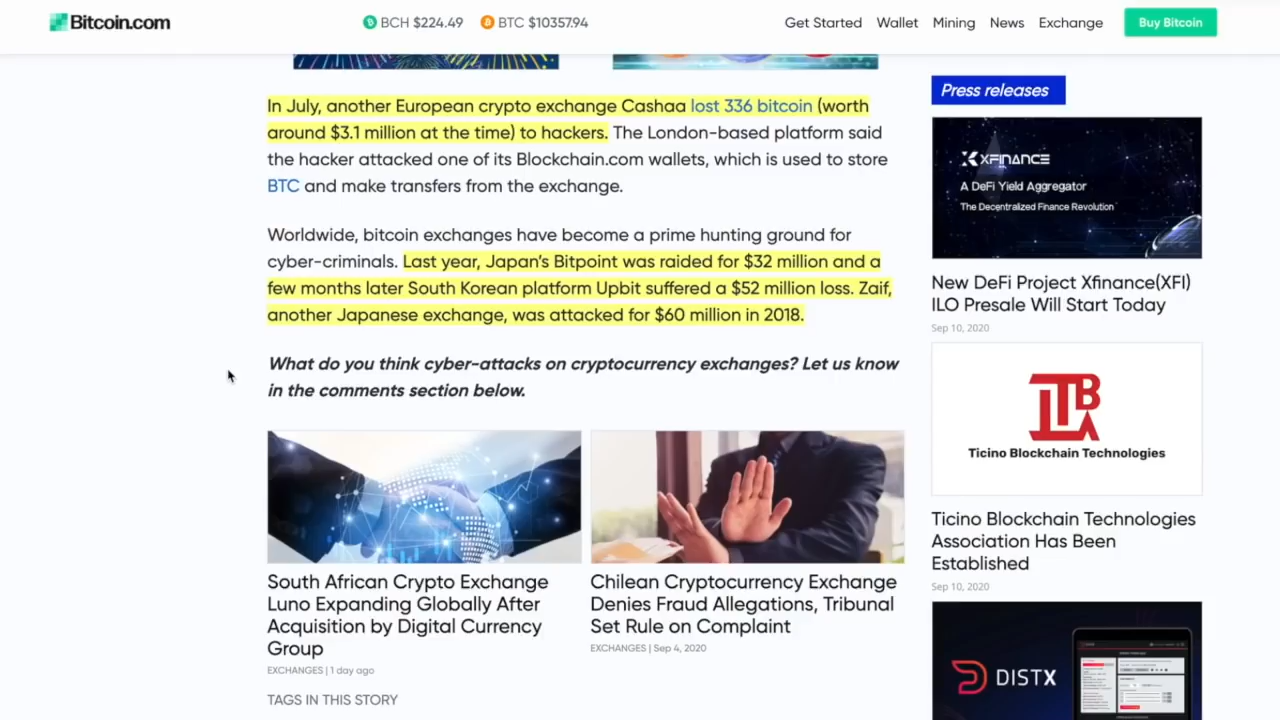 Bitcoin.com
BCH $224.49 BTC $10357.94
Get Started Wallet Mining News Exchange Buy Bitcoin
In July, another European crypto exchange Cashaa lost 336 bitcoin (worth
around $3.1 million at the time) to hackers. The London-based platform said
the hacker attacked one of its Blockchain.com wallets, which is used to store
BTC and make transfers from the exchange.
Worldwide, bitcoin exchanges have become a prime hunting ground for
cyber-criminals. Last year, Japan's Bitpoint was raided for $32 million and a
few months later South Korean platform Upbit suffered a $52 million loss. Zaif,
another Japanese exchange, was attacked for $60 million in 2018.
What do you think cyber-attacks on cryptocurrency exchanges? Let us know
in the comments section below.
South African Crypto Exchange
Luno Expanding Globally After
Acquisition by Digital Currency
Group
EXCHANGES | 1 day ago
Chilean Cryptocurrency Exchange
Denies Fraud Allegations, Tribunal
Set Rule on Complaint
EXCHANGES | Sep 4, 2020
TAGS IN THIS STORY
Press releases
XFINANCE
A DeFi Yield Aggregator
The Decentralized Finance Revolution
New DeFi Project Xfinance(XFI)
ILO Presale Will Start Today
Sep 10, 2020
Ticino Blockchain Technologies
Ticino Blockchain Technologies
Association Has Been
Established
Sep 10, 2020
DISTX